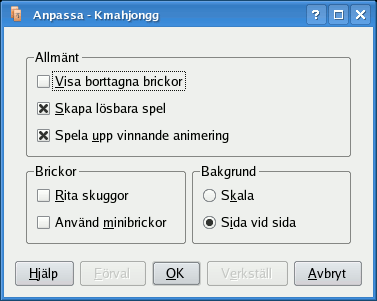 Anpassa - Kmahjongg
Allmänt
Visa borttagna brickor
Skapa lösbara spel
Spela upp vinnande animering
Brickor
Rita skuggor
Använd minibrickor
Bakgrund
Skala
Sida vid sida
Hjälp
Förval
OK
Verkställ
Avbryt